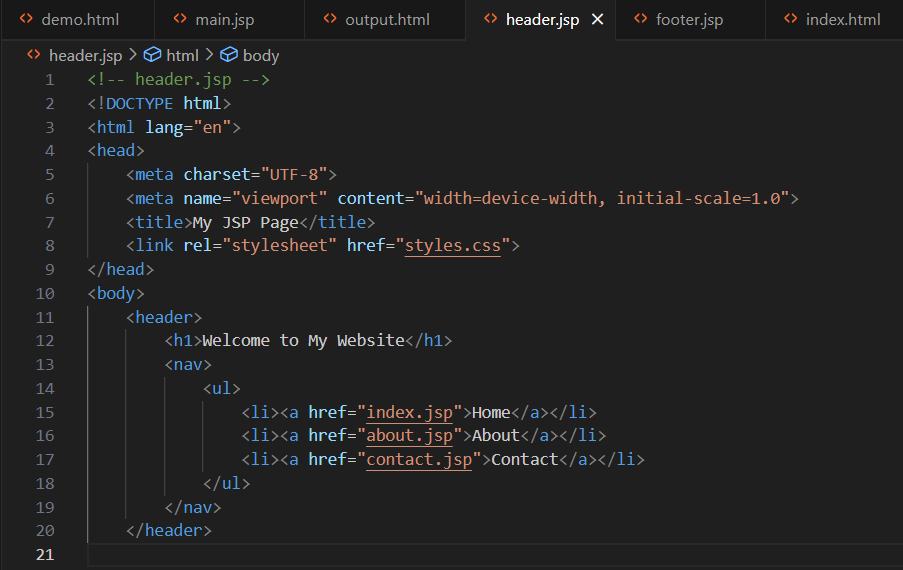 demo.html main.jsp output.html header.jsp footer.jsp index.html
header.jsp > html > body
1 <!-- header.jsp -->
2 <!DOCTYPE html>
3 <html lang="en">
4 <head>
5     <meta charset="UTF-8">
6     <meta name="viewport" content="width=device-width, initial-scale=1.0">
7     <title>My JSP Page</title>
8     <link rel="stylesheet" href="styles.css">
9 </head>
10 <body>
11     <header>
12         <h1>Welcome to My Website</h1>
13         <nav>
14             <ul>
15                 <li><a href="index.jsp">Home</a></li>
16                 <li><a href="about.jsp">About</a></li>
17                 <li><a href="contact.jsp">Contact</a></li>
18             </ul>
19         </nav>
20     </header>
21